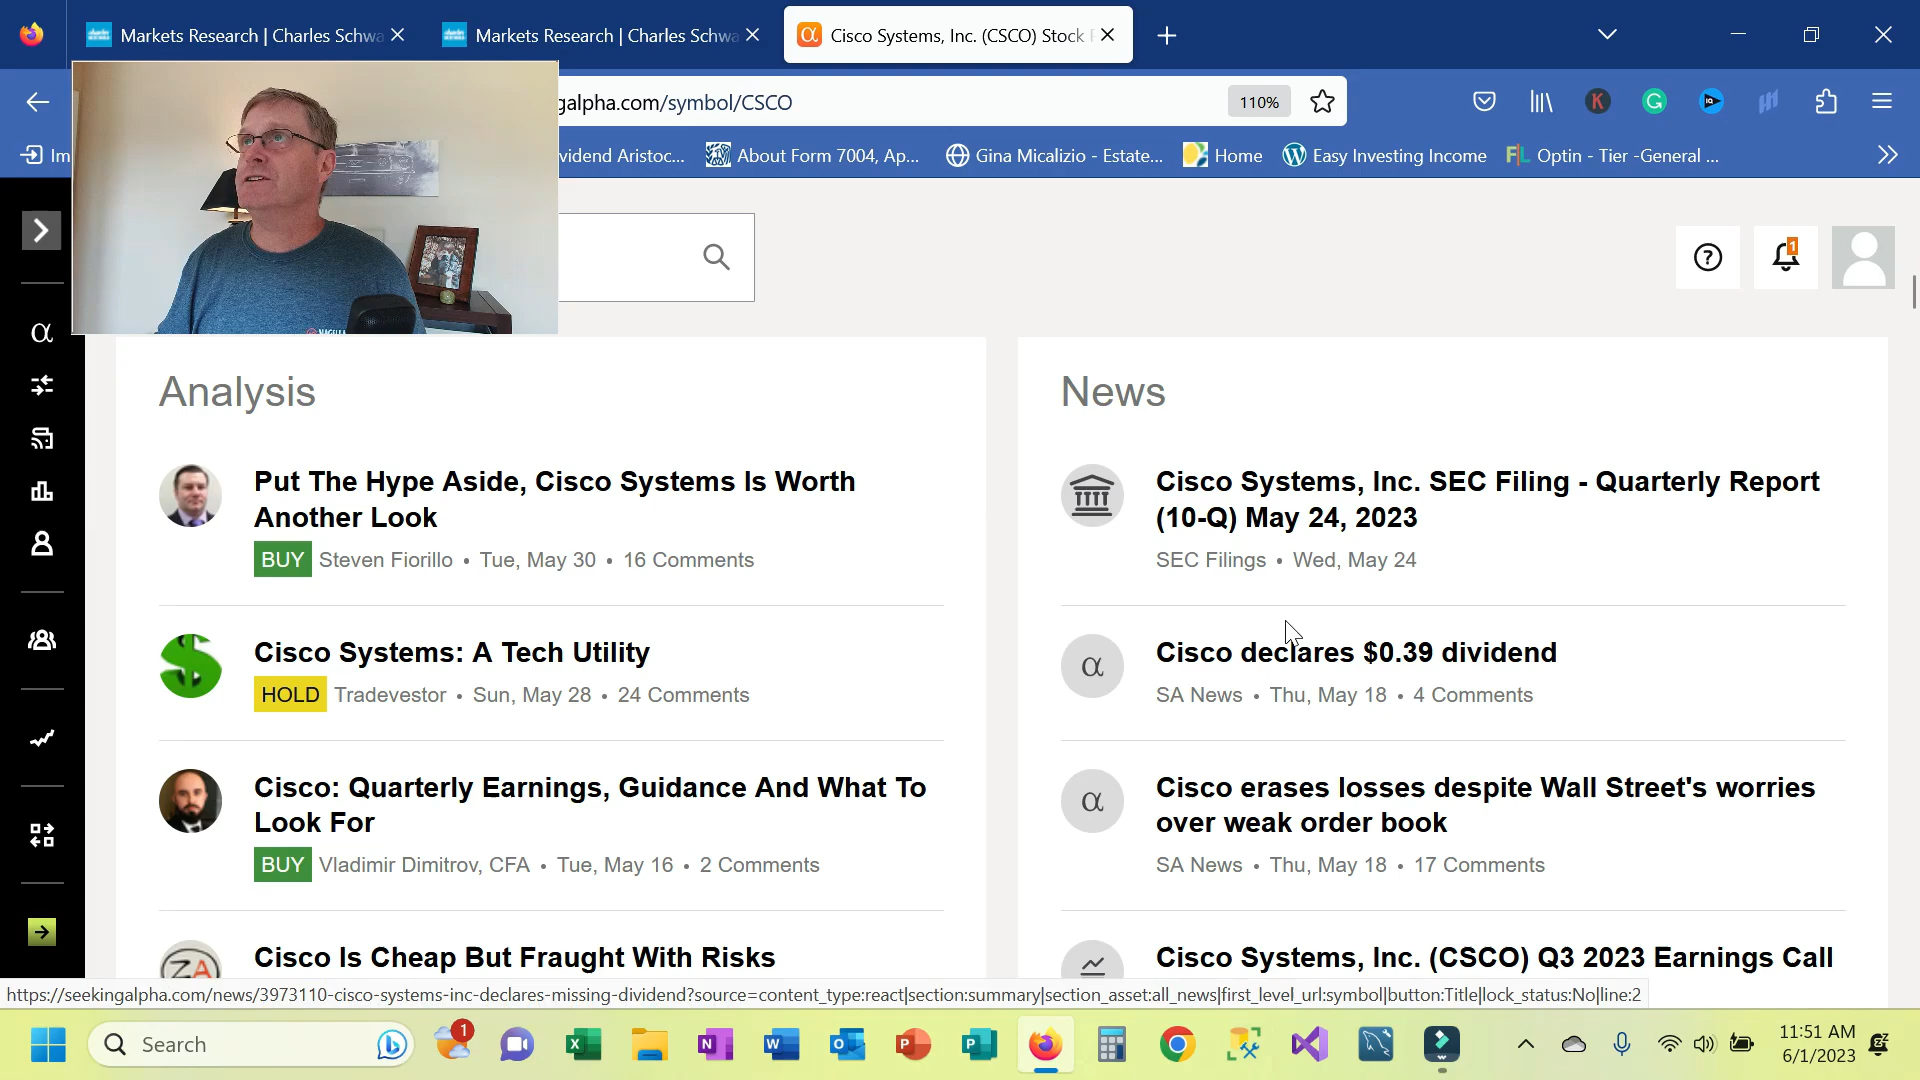 Markets Research | Charles Schwa
Markets Research | Charles Schwa
Cisco Systems, Inc. (CSCO) Stock
galpha.com/symbol/CSCO
110%
Im
vidend Aristoc...
About Form 7004, Ap...
Gina Micalizio - Estate...
Home
Easy Investing Income
FL Optin - Tier -General ...
1
Analysis
Put The Hype Aside, Cisco Systems Is Worth
Another Look
BUY Steven Fiorillo • Tue, May 30 • 16 Comments
Cisco Systems: A Tech Utility
HOLD Tradevestor • Sun, May 28 • 24 Comments
Cisco: Quarterly Earnings, Guidance And What To
Look For
BUY Vladimir Dimitrov, CFA • Tue, May 16 • 2 Comments
ZA
Cisco Is Cheap But Fraught With Risks
News
Cisco Systems, Inc. SEC Filing - Quarterly Report
(10-Q) May 24, 2023
SEC Filings • Wed, May 24
Cisco declares $0.39 dividend
SA News • Thu, May 18 • 4 Comments
Cisco erases losses despite Wall Street's worries
over weak order book
SA News • Thu, May 18 • 17 Comments
Cisco Systems, Inc. (CSCO) Q3 2023 Earnings Call
https://seekingalpha.com/news/3973110-cisco-systems-inc-declares-missing-dividend?source=content_type:react|section:summary|section_asset:all_news|first_level_url:symbol|button:Title|lock_status:No|line:2
Search
1
11:51 AM
6/1/2023